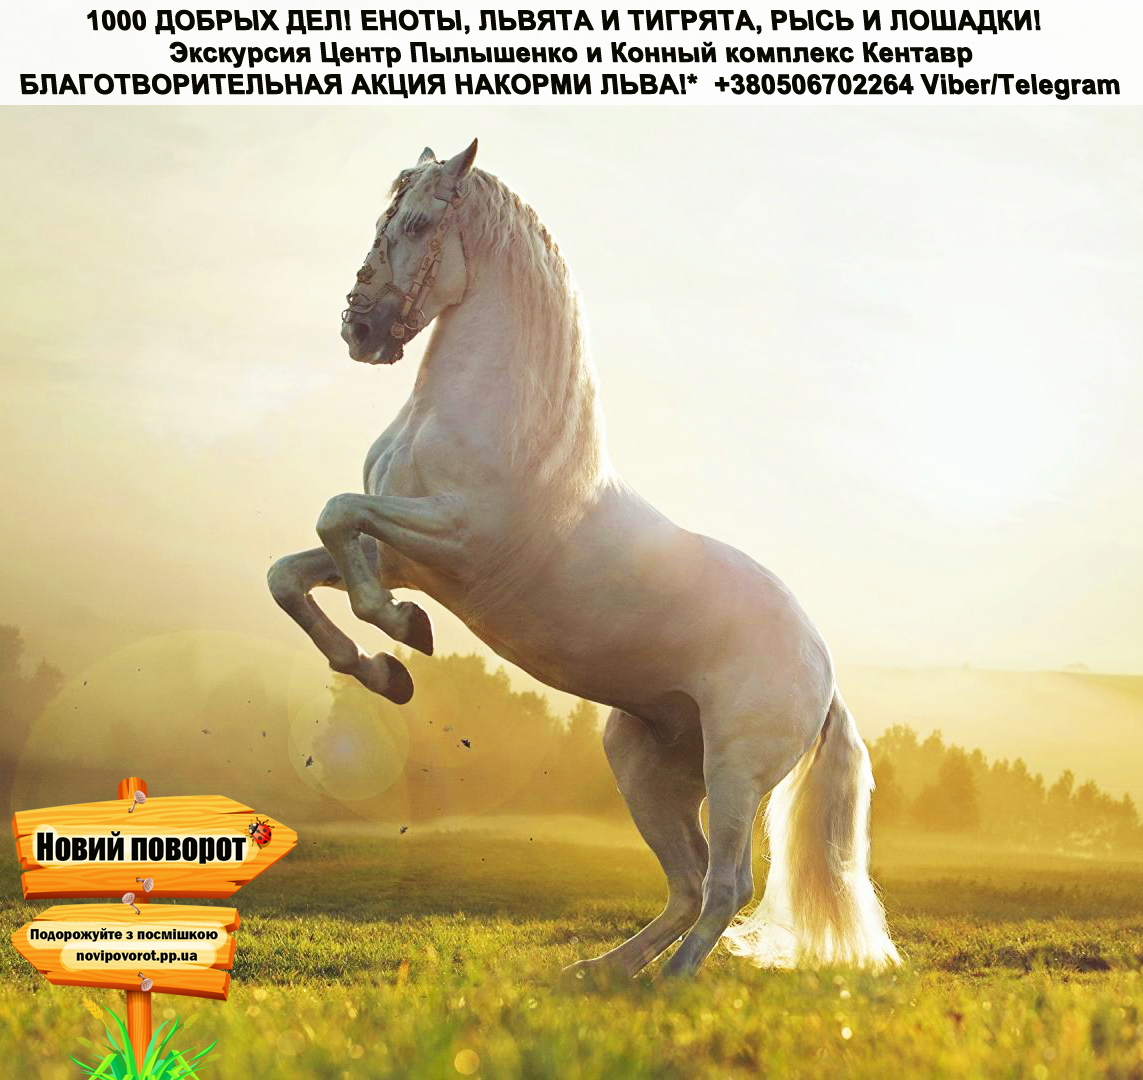 1000 ДОБРЫХ ДЕЛ! ЕНОТЫ, ЛЬВЯТА И ТИГРЯТА, РЫСЬ И ЛОШАДКИ!
Экскурсия Центр Пылышенко и Конный комплекс Кентавр
БЛАГОТВОРИТЕЛЬНАЯ АКЦИЯ НАКОРМИ ЛЬВА!* +380506702264 Viber/Telegram
Новий поворот
Подорожуйте з посмішкою
novipovorot.pp.ua